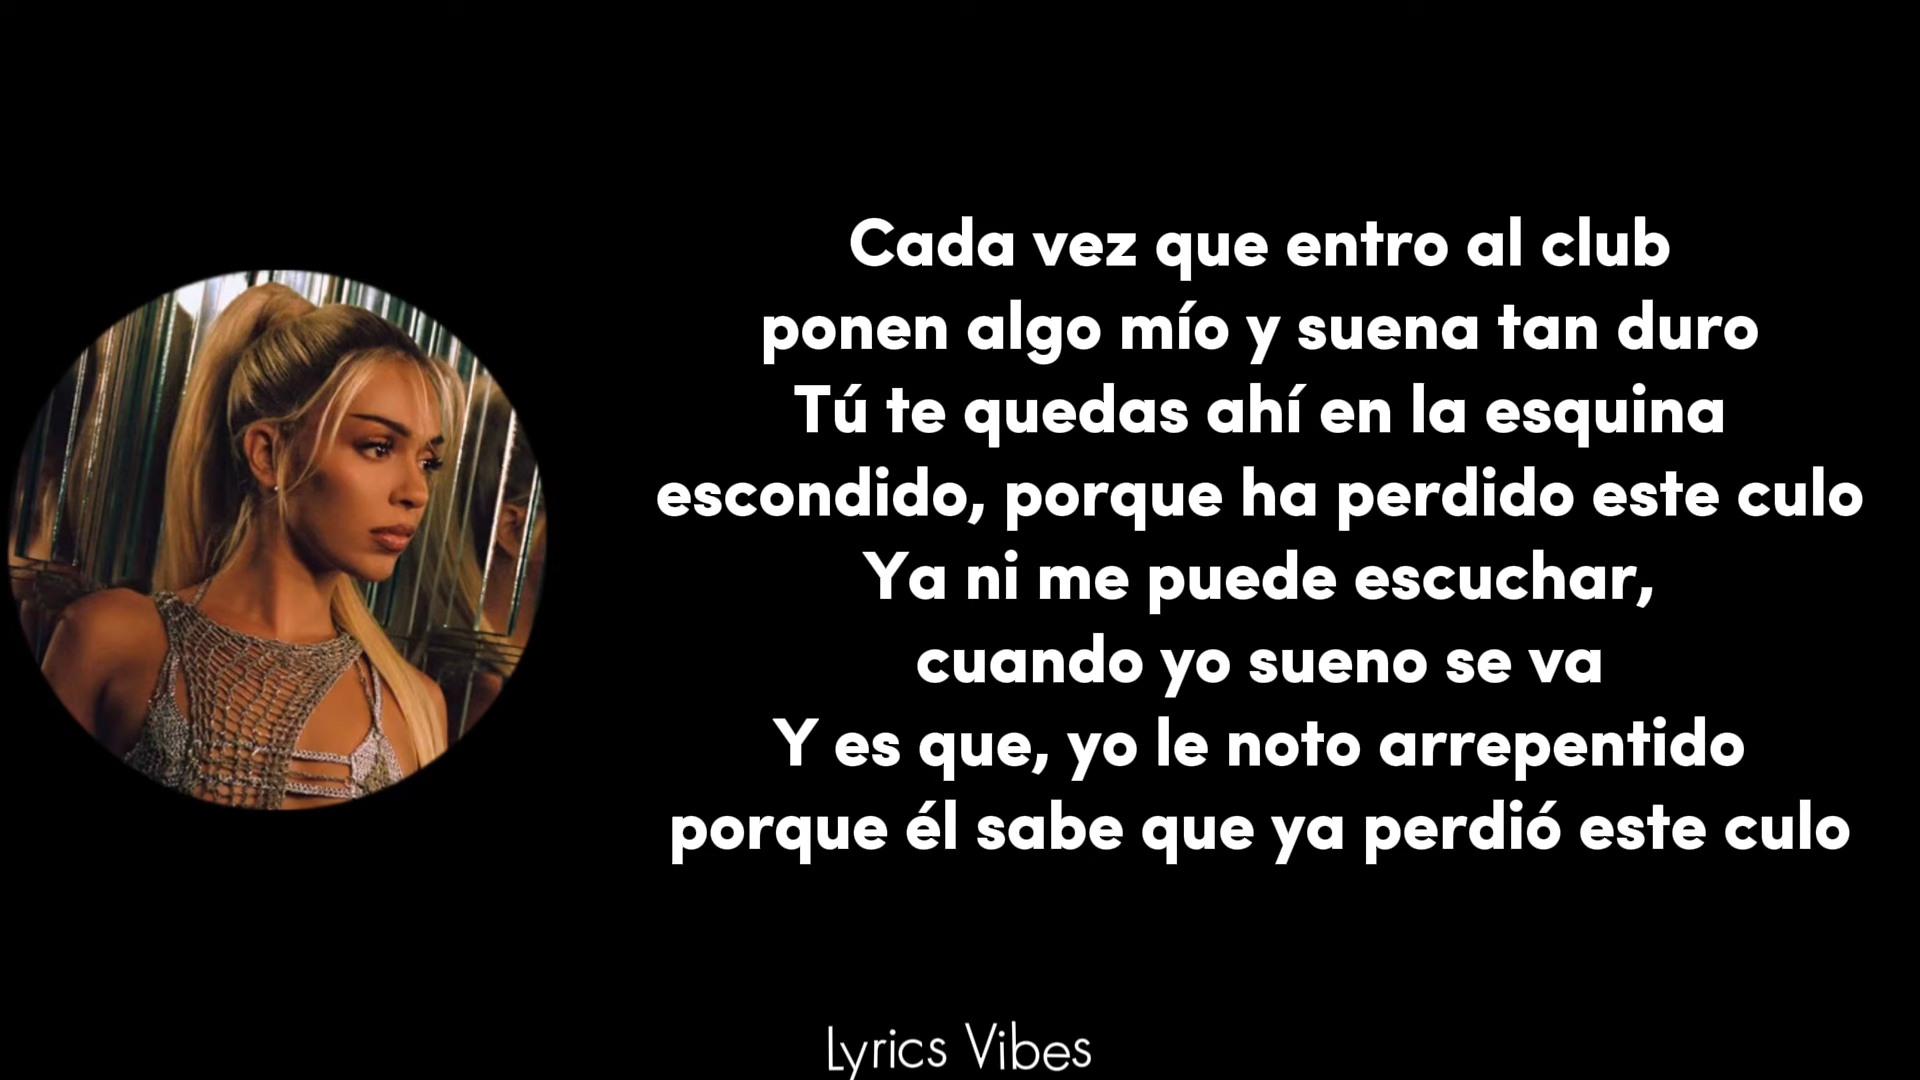 Cada vez que entro al club
ponen algo mío y suena tan duro
Tú te quedas ahí en la esquina
escondido, porque ha perdido este culo
Ya ni me puede escuchar,
cuando yo sueno se va
Y es que, yo le noto arrepentido
porque él sabe que ya perdió este culo
Lyrics Vibes